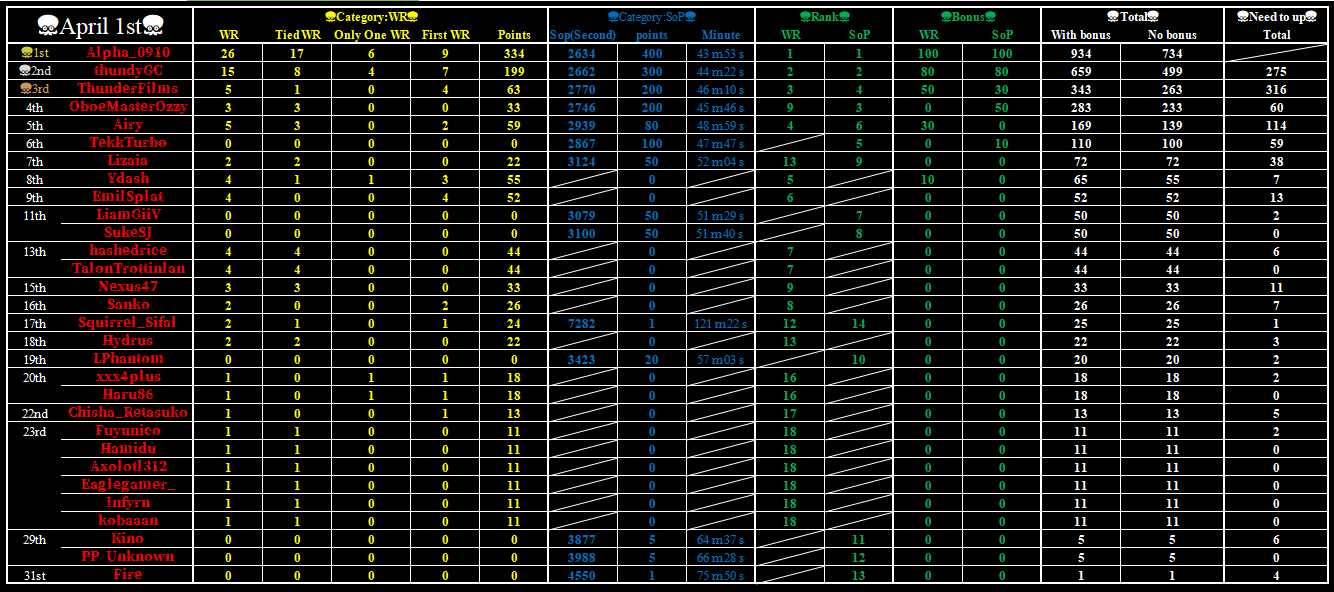 April 1st
Category:WR Category:SoP Rank Bonus Total Need to up
WR Tied WR Only One WR First WR Points Sop(Second) points Minute WR SoP WR SoP With bonus No bonus Total
1st Alpha_0910 26 17 6 9 334 2634 400 43 m 53 s 1 1 100 100 934 734
2nd thundyGC 15 8 4 7 199 2662 300 44 m 22 s 2 2 80 80 659 499 275
3rd ThunderFilms 5 1 0 4 63 2770 200 46 m 10 s 3 4 50 30 343 263 316
4th OboeMasterOzzy 3 3 0 0 33 2746 200 45 m 46 s 9 3 0 50 283 233 60
5th Airy 5 3 0 2 59 2939 80 48 m 59 s 4 6 30 0 169 139 114
6th TekkTurbo 0 0 0 0 0 2867 100 47 m 47 s 5 0 10 110 100 59
7th Lizaia 2 2 0 0 22 3124 50 52 m 04 s 13 9 0 0 72 72 38
8th Ydash 4 1 1 3 55 0 5 10 0 65 55 7
9th EmilSplat 4 0 0 4 52 0 6 0 0 52 52 13
11th LiamGiiV 0 0 0 0 0 3079 50 51 m 29 s 7 0 0 50 50 2
SukeSJ 0 0 0 0 0 3100 50 51 m 40 s 8 0 0 50 50 0
13th hashedrice 4 4 0 0 44 0 7 0 0 44 44 6
TalonTrottinlan 4 4 0 0 44 0 7 0 0 44 44 0
15th Nexus47 3 3 0 0 33 0 9 0 0 33 33 11
16th Sanko 2 0 0 2 26 0 8 0 0 26 26 7
17th Squirrel_Sifal 2 1 0 1 24 7282 1 121 m 22 s 12 14 0 0 25 25 1
18th Hydrus 2 2 0 0 22 0 13 0 0 22 22 3
19th LPhantom 0 0 0 0 0 3423 20 57 m 03 s 10 0 0 20 20 2
20th xxx4plus 1 0 1 1 18 0 16 0 0 18 18 2
Haru86 1 0 1 1 18 0 16 0 0 18 18 0
22nd Chisha_Retasuko 1 0 0 1 13 0 17 0 0 13 13 5
23rd Fuyunico 1 1 0 0 11 0 18 0 0 11 11 2
Hamidu 1 1 0 0 11 0 18 0 0 11 11 0
Axolotl312 1 1 0 0 11 0 18 0 0 11 11 0
Eaglegamer_ 1 1 0 0 11 0 18 0 0 11 11 0
Infyrn 1 1 0 0 11 0 18 0 0 11 11 0
kobaaan 1 1 0 0 11 0 18 0 0 11 11 0
29th Kino 0 0 0 0 0 3877 5 64 m 37 s 11 0 0 5 5 6
PP_Unknown 0 0 0 0 0 3988 5 66 m 28 s 12 0 0 5 5 0
31st Fire 0 0 0 0 0 4550 1 75 m 50 s 13 0 0 1 1 4